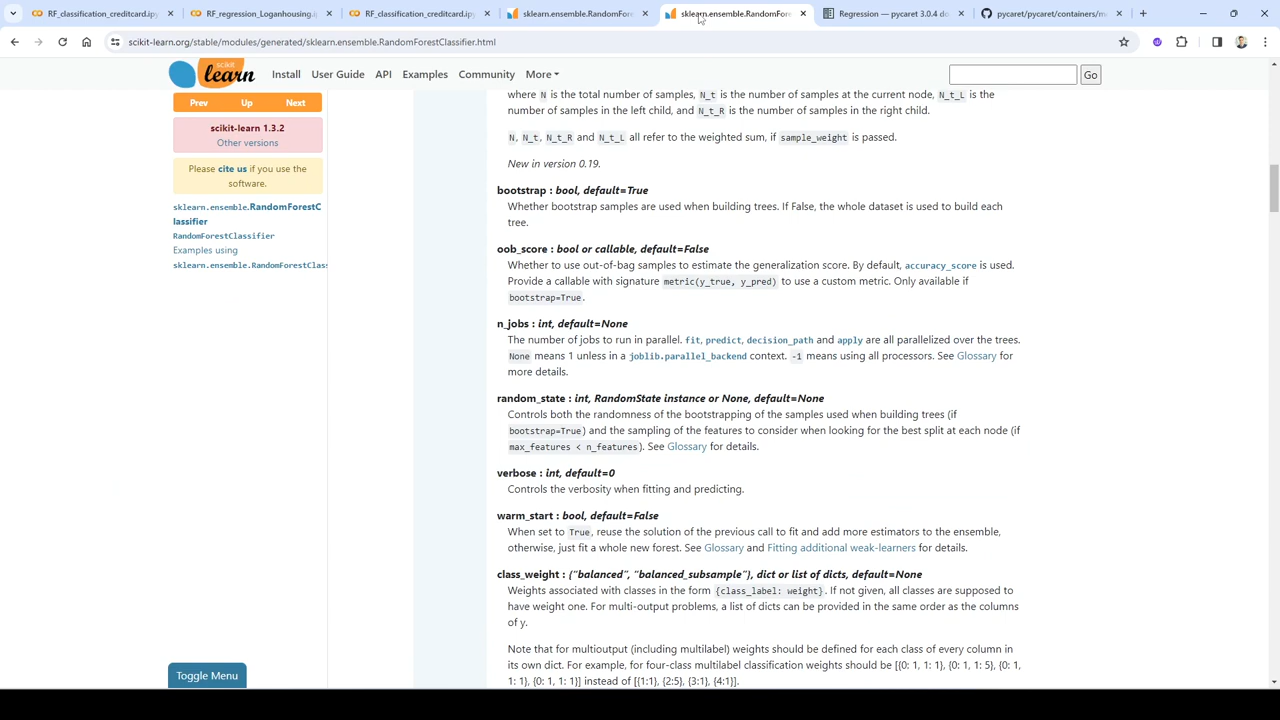 RF_classification_creditcard.ipy
RF_regression_Loanhousing.i
RF_classification_creditcard.ipy
sklearn.ensemble.RandomFore
sklearn.ensemble.RandomFore
Regression — pycaret 3.0.4 do
pycaret/pycaret/containers/m
scikit-learn.org/stable/modules/generated/sklearn.ensemble.RandomForestClassifier.html
scikit learn
Install User Guide API Examples Community More
Go
Prev Up Next
scikit-learn 1.3.2
Other versions
Please cite us if you use the
software.
sklearn.ensemble.RandomForestC
lassifier
RandomForestClassifier
Examples using
sklearn.ensemble.RandomForestClass
where N is the total number of samples, N_t is the number of samples at the current node, N_t_L is the
number of samples in the left child, and N_t_R is the number of samples in the right child.
N, N_t, N_t_R and N_t_L all refer to the weighted sum, if sample_weight is passed.
New in version 0.19.
bootstrap : bool, default=True
Whether bootstrap samples are used when building trees. If False, the whole dataset is used to build each
tree.
oob_score : bool or callable, default=False
Whether to use out-of-bag samples to estimate the generalization score. By default, accuracy_score is used.
Provide a callable with signature metric(y_true, y_pred) to use a custom metric. Only available if
bootstrap=True.
n_jobs : int, default=None
The number of jobs to run in parallel. fit, predict, decision_path and apply are all parallelized over the trees.
None means 1 unless in a joblib.parallel_backend context. -1 means using all processors. See Glossary for
more details.
random_state : int, RandomState instance or None, default=None
Controls both the randomness of the bootstrapping of the samples used when building trees (if
bootstrap=True) and the sampling of the features to consider when looking for the best split at each node (if
max_features < n_features). See Glossary for details.
verbose : int, default=0
Controls the verbosity when fitting and predicting.
warm_start : bool, default=False
When set to True, reuse the solution of the previous call to fit and add more estimators to the ensemble,
otherwise, just fit a whole new forest. See Glossary and Fitting additional weak-learners for details.
class_weight : {"balanced", "balanced_subsample"}, dict or list of dicts, default=None
Weights associated with classes in the form {class_label: weight}. If not given, all classes are supposed to
have weight one. For multi-output problems, a list of dicts can be provided in the same order as the columns
of y.
Note that for multioutput (including multilabel) weights should be defined for each class of every column in
its own dict. For example, for four-class multilabel classification weights should be [{0: 1, 1: 1}, {0: 1, 1: 5}, {0: 1,
1: 1}, {0: 1, 1: 1}] instead of [{1:1}, {2:5}, {3:1}, {4:1}].
Toggle Menu